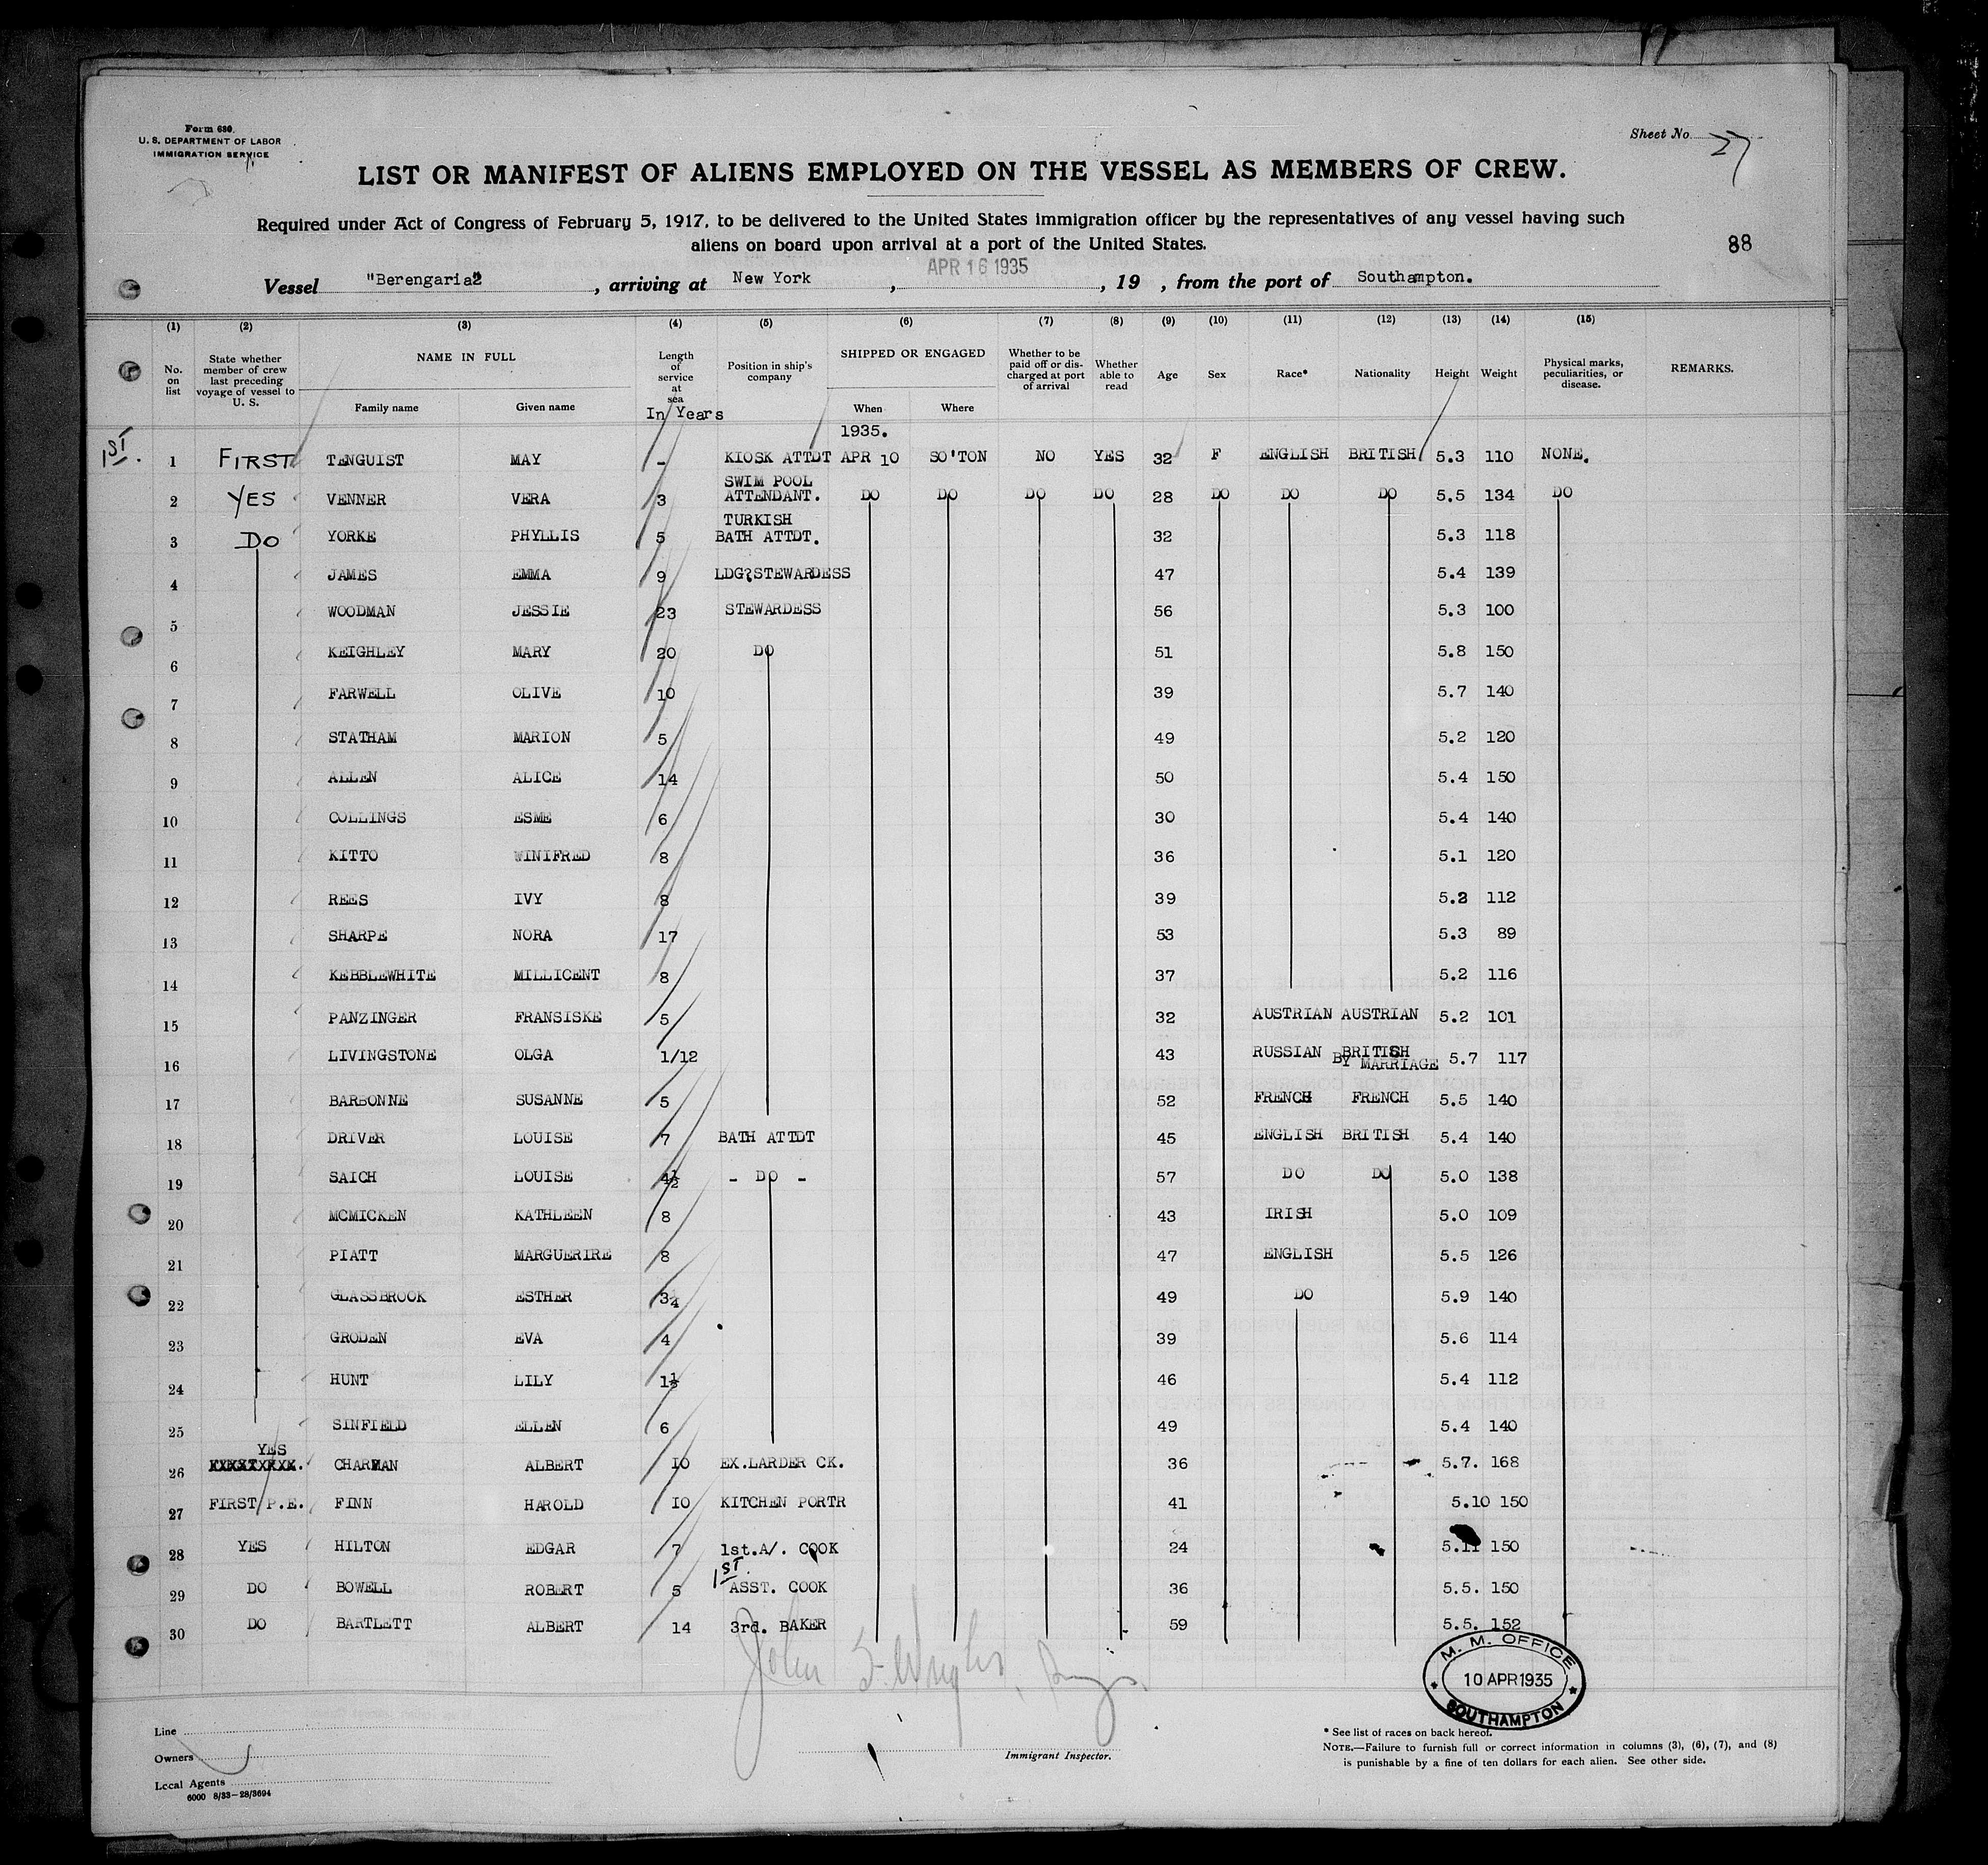 Form 680.
U. S. DEPARTMENT OF LABOR
IMMIGRATION SERVICE
Sheet No. 27
LIST OR MANIFEST OF ALIENS EMPLOYED ON THE VESSEL AS MEMBERS OF CREW.
Required under Act of Congress of February 5, 1917, to be delivered to the United States immigration officer by the representatives of any vessel having such
aliens on board upon arrival at a port of the United States.
88
Vessel "Berengaria", arriving at New York, APR 16 1935, 19 , from the port of Southampton.
(1) (2) (3) (4) (5) (6) (7) (8) (9) (10) (11) (12) (13) (14) (15)
No. on list State whether member of crew last preceding voyage of vessel to U. S. NAME IN FULL Family name Given name Length of service at sea In Years Position in ship's company SHIPPED OR ENGAGED When Where Whether to be paid off or discharged at port of arrival Whether able to read Age Sex Race* Nationality Height Weight Physical marks, peculiarities, or disease. REMARKS.
1935.
1ST. 1 FIRST TENGUIST MAY - KIOSK ATTDT APR 10 SO'TON NO YES 32 F ENGLISH BRITISH 5.3 110 NONE.
2 YES VENNER VERA 3 SWIM POOL ATTENDANT. DO DO DO DO 28 DO DO DO 5.5 134 DO
3 DO YORKE PHYLLIS 5 TURKISH BATH ATTDT. 32 5.3 118
4 JAMES EMMA 9 LDG?STEWARDESS 47 5.4 139
5 WOODMAN JESSIE 23 STEWARDESS 56 5.3 100
6 KEIGHLEY MARY 20 DO 51 5.8 150
7 FARWELL OLIVE 10 39 5.7 140
8 STATHAM MARION 5 49 5.2 120
9 ALLEN ALICE 14 50 5.4 150
10 COLLINGS ESME 6 30 5.4 140
11 KITTO WINIFRED 8 36 5.1 120
12 REES IVY 8 39 5.2 112
13 SHARPE NORA 17 53 5.3 89
14 KEBBLEWHITE MILLICENT 8 37 5.2 116
15 PANZINGER FRANSISKE 5 32 AUSTRIAN AUSTRIAN 5.2 101
16 LIVINGSTONE OLGA 1/12 43 RUSSIAN BRITISH BY MARRIAGE 5.7 117
17 BARBONNE SUSANNE 5 52 FRENCH FRENCH 5.5 140
18 DRIVER LOUISE 7 BATH ATTDT 45 ENGLISH BRITISH 5.4 140
19 SAICH LOUISE 4½ - DO - 57 DO DO 5.0 138
20 MCMICKEN KATHLEEN 8 43 IRISH 5.0 109
21 PIATT MARGUERIRE 8 47 ENGLISH 5.5 126
22 GLASSBROOK ESTHER 49 DO 5.9 140
23 GRODEN EVA 4 39 5.6 114
24 HUNT LILY 46 5.4 112
25 SINFIELD ELLEN 6 49 5.4 140
26 YES CHARMAN ALBERT 10 EX.LARDER CK. 36 5.7. 168
27 FIRST P.E. FINN HAROLD 10 KITCHEN PORTR 41 5.10 150
28 YES HILTON EDGAR 7 1st.A/. COOK 24 5.11 150
29 DO BOWELL ROBERT 5 1ST ASST. COOK 36 5.5. 150
30 DO BARTLETT ALBERT 14 3rd. BAKER 59 5.5. 152
M. M. OFFICE
10 APR 1935
SOUTHAMPTON
Line
Owners
Local Agents
6000 8/33-28/3694
Immigrant Inspector.
* See list of races on back hereof.
NOTE.—Failure to furnish full or correct information in columns (3), (6), (7), and (8)
is punishable by a fine of ten dollars for each alien. See other side.